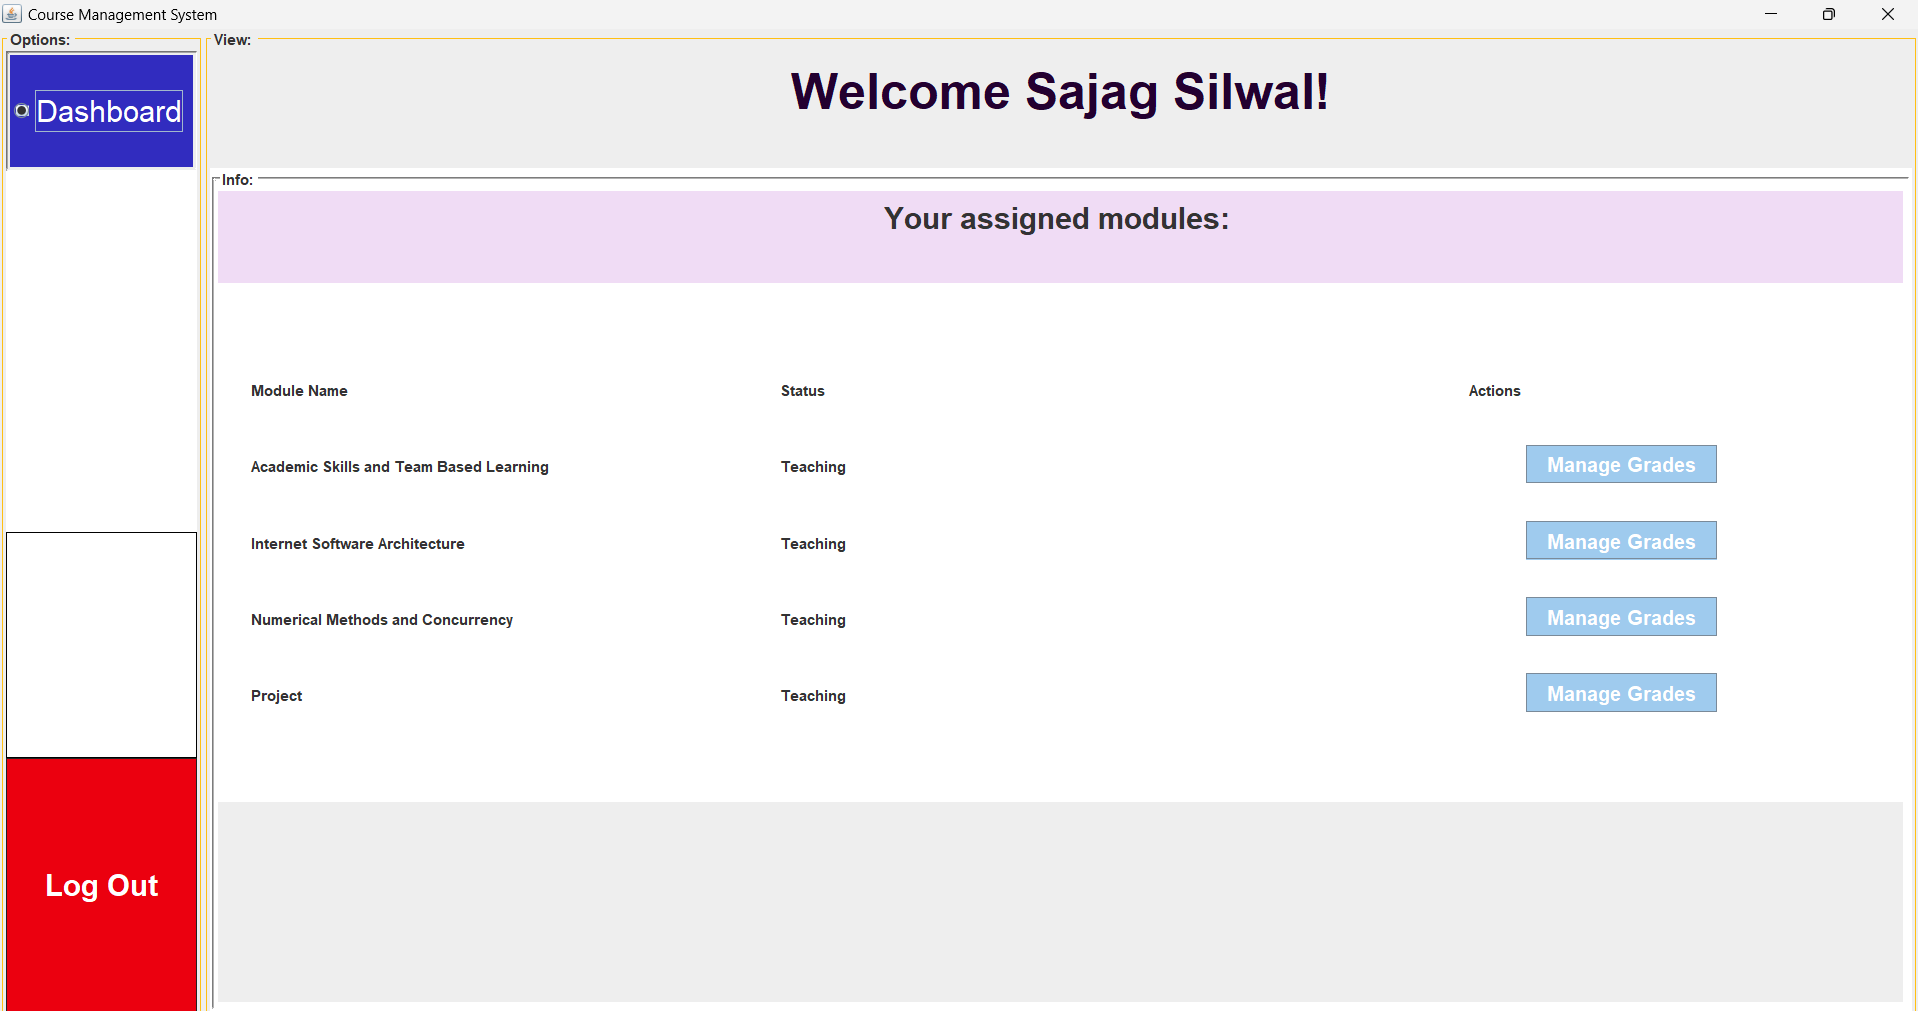 Course Management System
Options:
View:
Dashboard
Welcome Sajag Silwal!
Info:
Your assigned modules:
Module Name Status Actions
Academic Skills and Team Based Learning Teaching Manage Grades
Internet Software Architecture Teaching Manage Grades
Numerical Methods and Concurrency Teaching Manage Grades
Project Teaching Manage Grades
Log Out